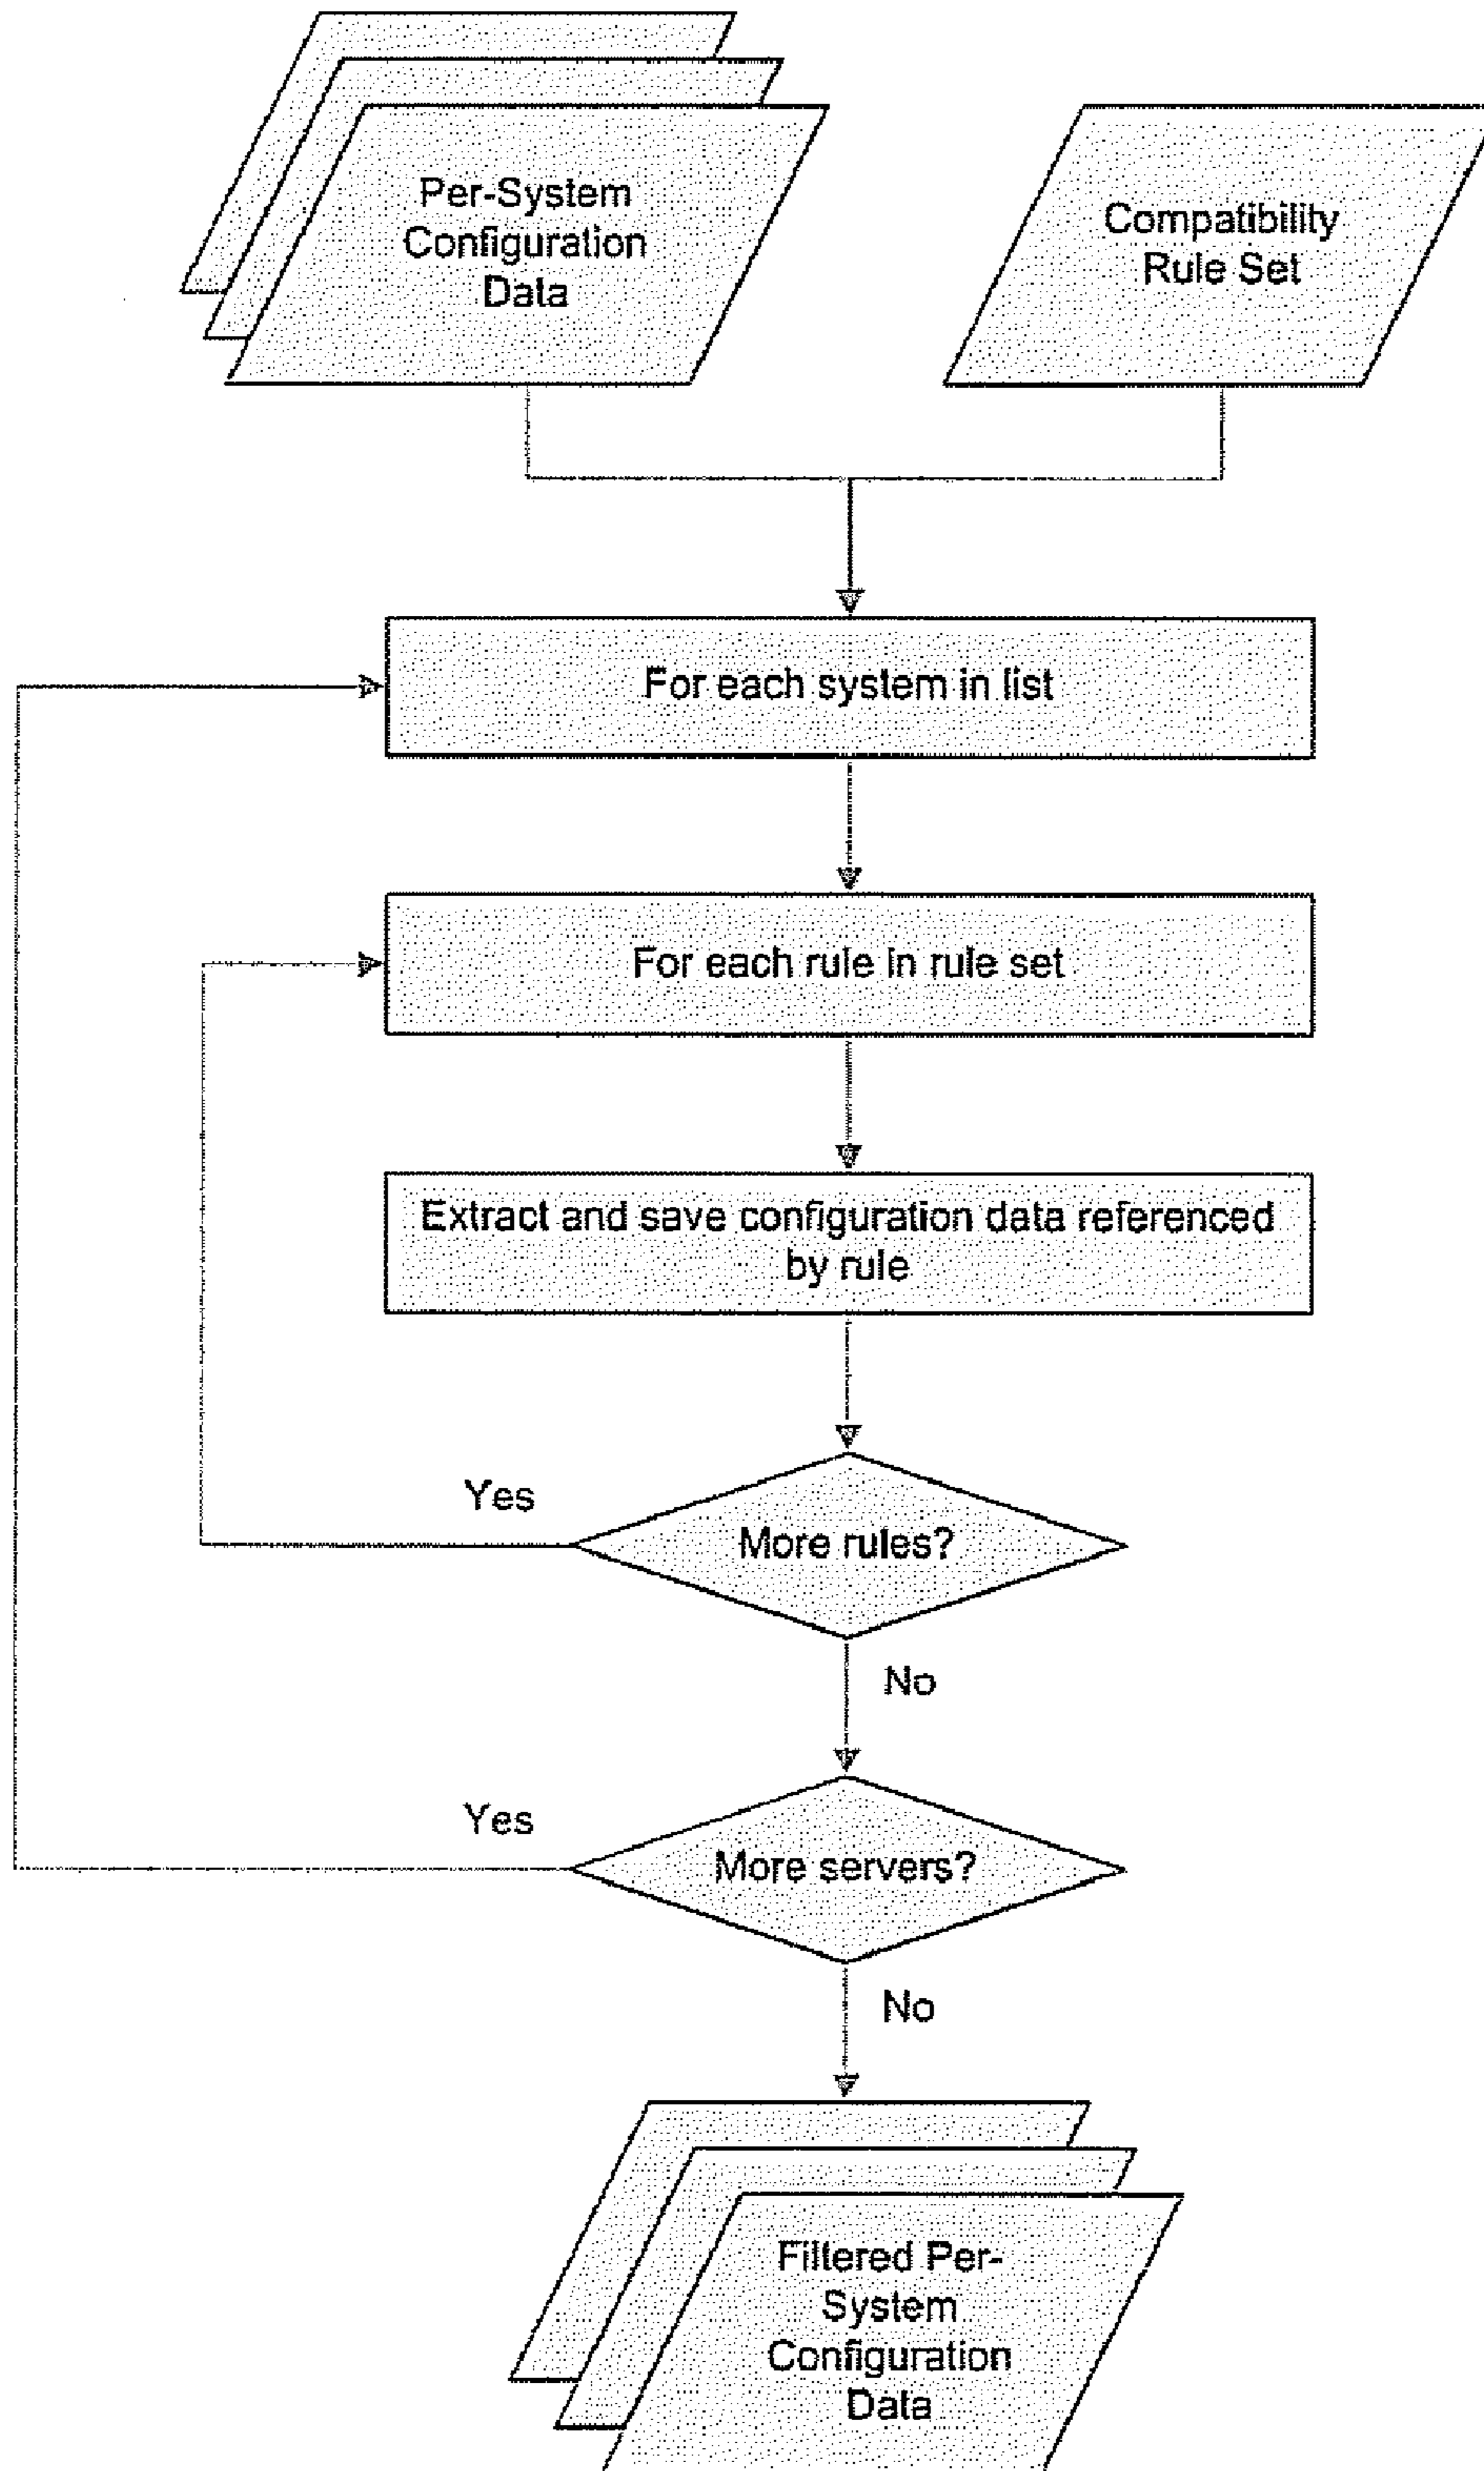 Per-System
Configuration
Data
Compatibility
Rule Set
For each system in list
For each rule in rule set
Extract and save configuration data referenced
by rule
Yes
More rules?
No
Yes
More servers?
No
Filtered Per-
System
Configuration
Data